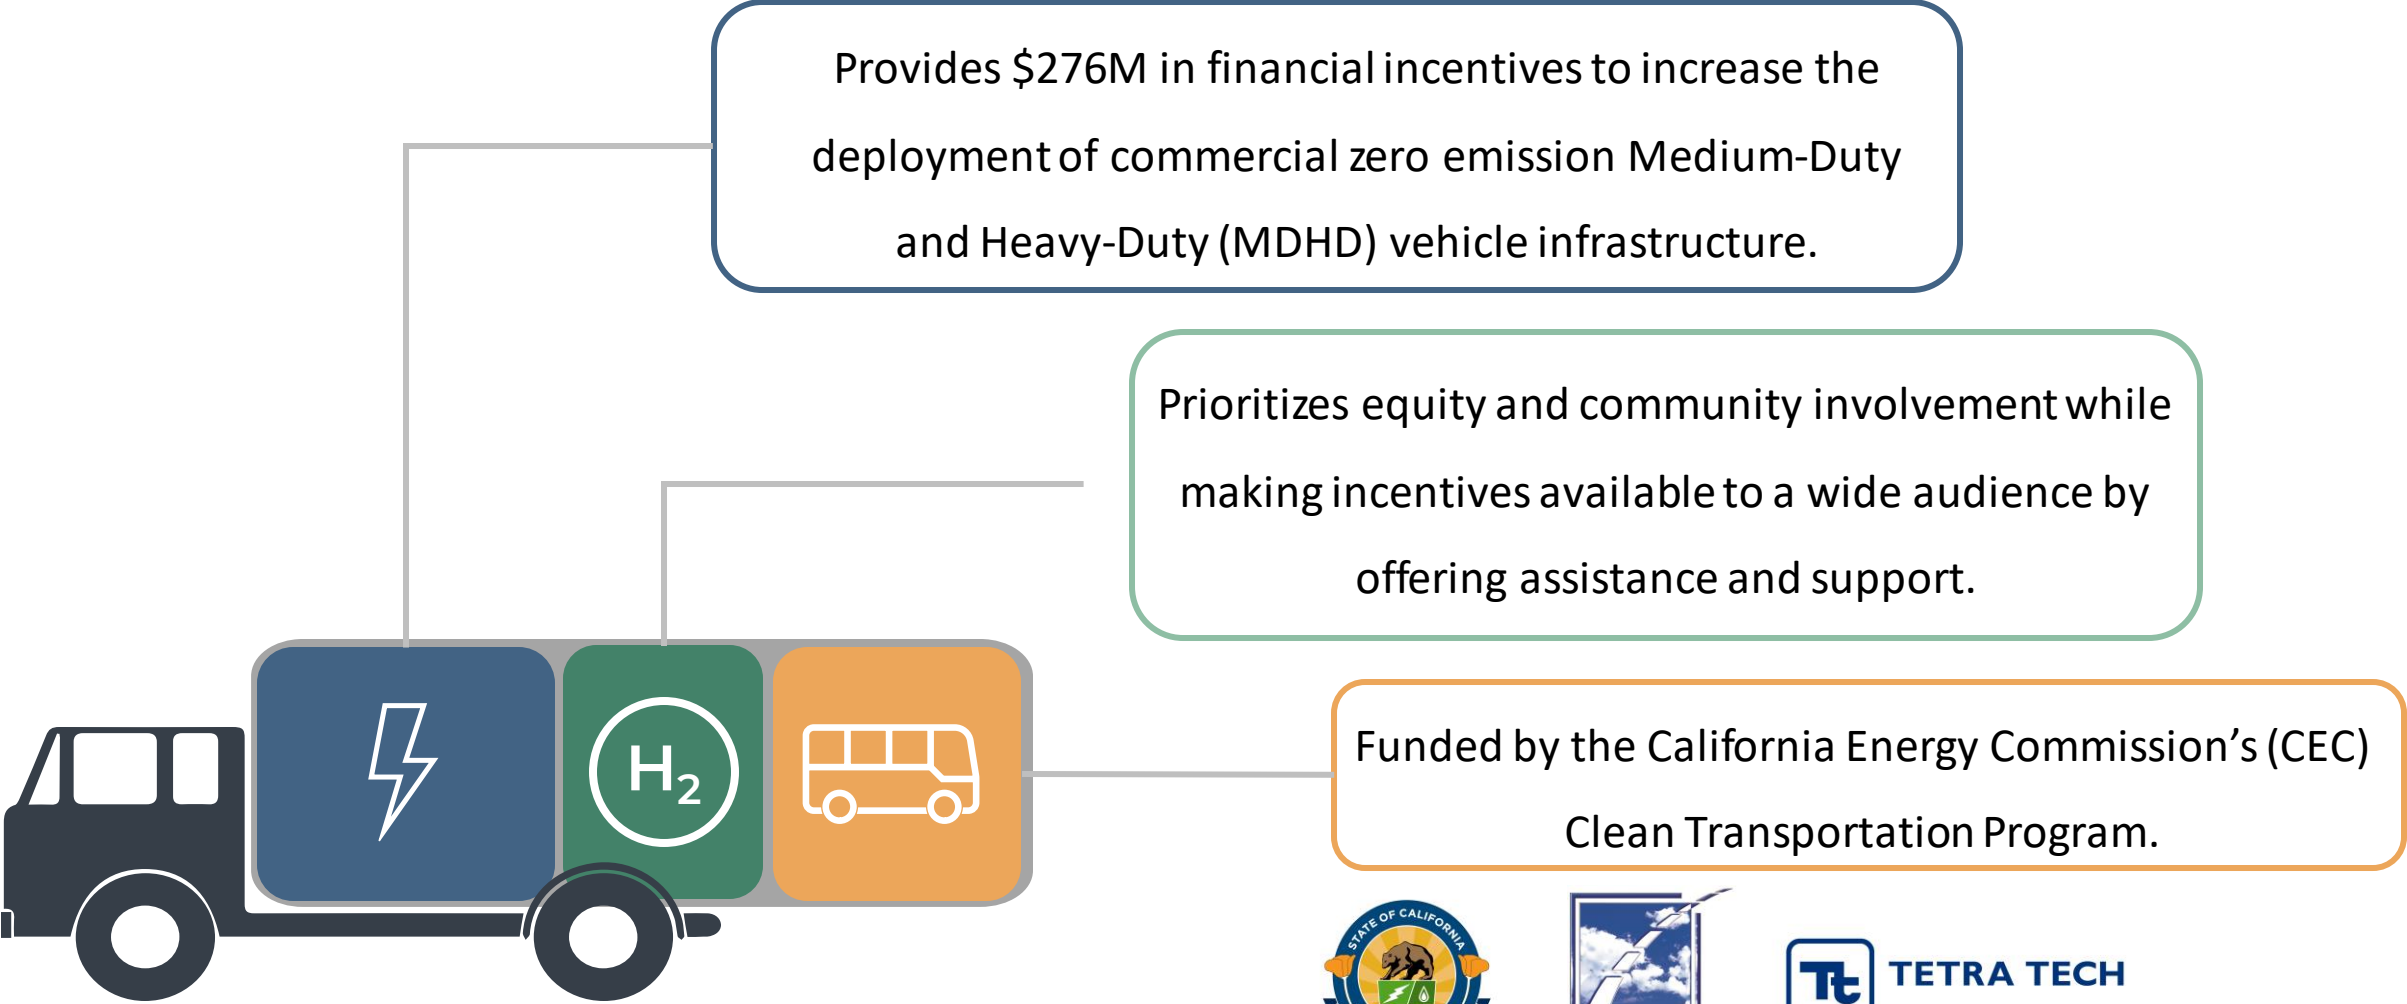 Provides $276M in financial incentives to increase the
deployment of commercial zero emission Medium-Duty
and Heavy-Duty (MDHD) vehicle infrastructure.
Prioritizes equity and community involvement while
making incentives available to a wide audience by
offering assistance and support.
H2
Funded by the California Energy Commission’s (CEC)
Clean Transportation Program.
STATE OF CALIFORNIA
Tt TETRA TECH